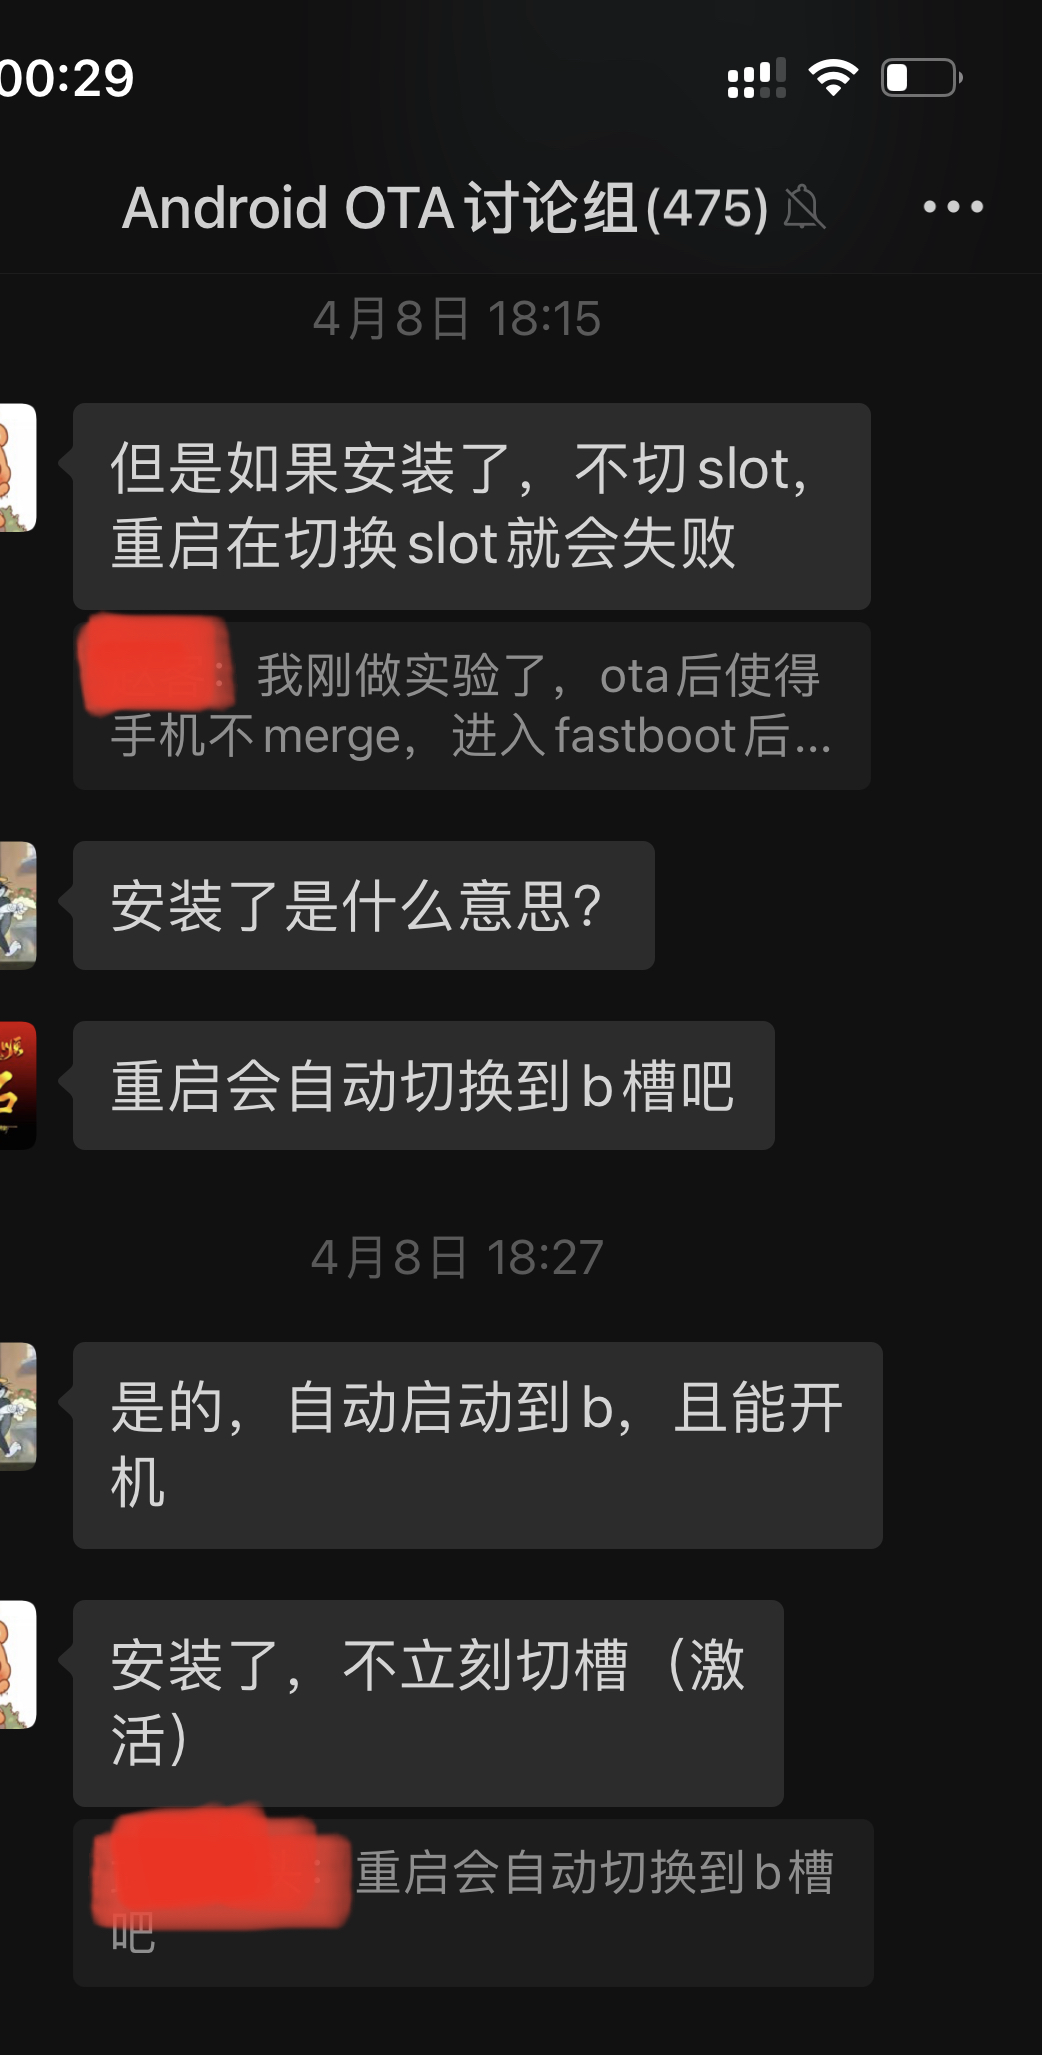 00:29
Android OTA讨论组(475)
4月8日 18:15
但是如果安装了，不切slot，
重启在切换slot就会失败
：我刚做实验了，ota后使得
手机不merge，进入fastboot后...
安装了是什么意思？
重启会自动切换到b槽吧
4月8日 18:27
是的，自动启动到b，且能开
机
安装了，不立刻切槽（激
活）
：重启会自动切换到b槽
吧